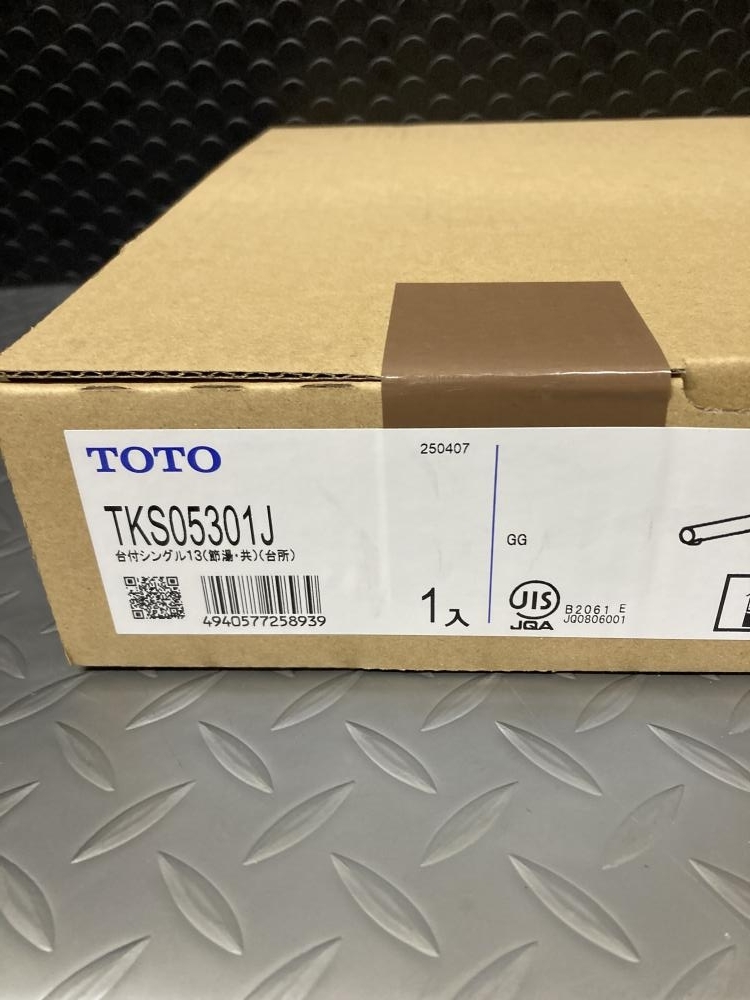 TOTO
250407
TKS05301J
台付シングル13(節湯・共)(台所)
4940577258939
1入
GG
JIS
JQA
B2061 E
JQ0806001